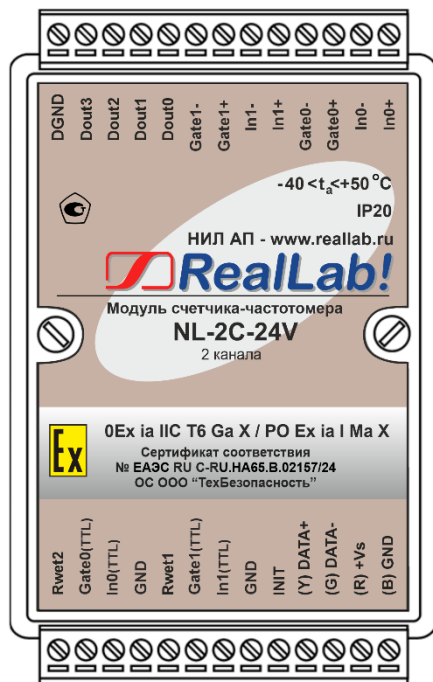 DGND
Dout3
Dout2
Dout1
Dout0
Gate1-
Gate1+
In1-
In1+
Gate0-
Gate0+
In0-
In0+
-40 <ta<+50 °C
IP20
НИЛ АП - www.reallab.ru
RealLab!
Модуль счетчика-частотомера
NL-2C-24V
2 канала
Ex
0Ex ia IIC T6 Ga X / PO Ex ia I Ma X
Сертификат соответствия
№ ЕАЭС RU C-RU.HA65.B.02157/24
ОС ООО “ТехБезопасность”
Rwet2
Gate0(TTL)
In0(TTL)
GND
Rwet1
Gate1(TTL)
In1(TTL)
GND
INIT
(Y) DATA+
(G) DATA-
(R) +Vs
(B) GND